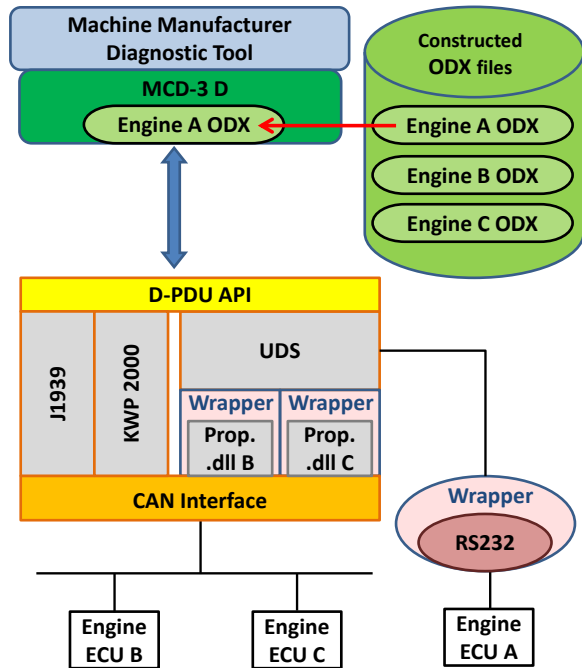 Machine Manufacturer
Diagnostic Tool
MCD-3 D
Engine A ODX
Constructed
ODX files
Engine A ODX
Engine B ODX
Engine C ODX
D-PDU API
J1939
KWP 2000
UDS
Wrapper
Wrapper
Prop.
.dll B
Prop.
.dll C
CAN Interface
Wrapper
RS232
Engine
ECU B
Engine
ECU C
Engine
ECU A